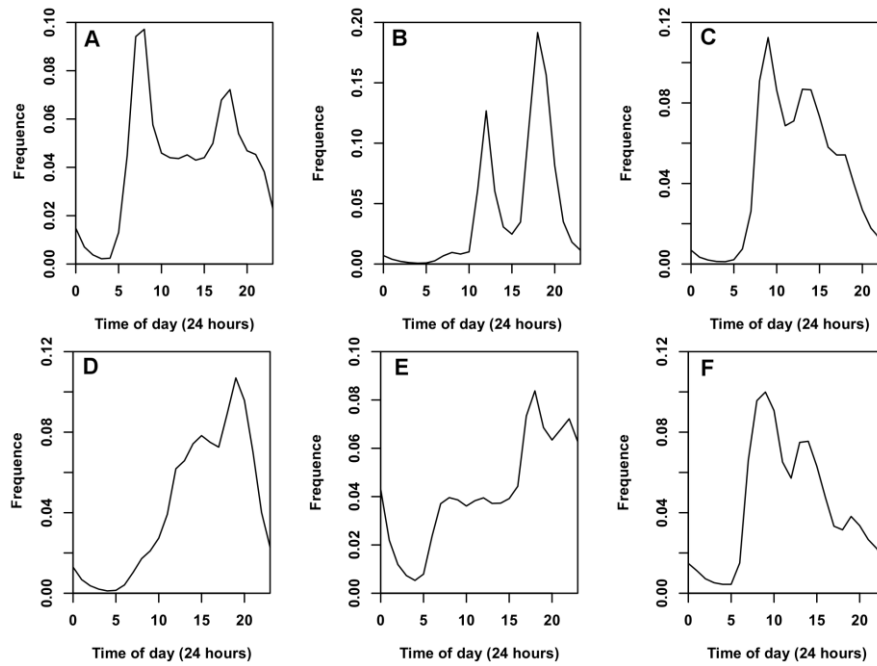 A
Frequence
0.00 0.02 0.04 0.06 0.08 0.10
0 5 10 15 20
Time of day (24 hours)
B
Frequence
0.00 0.05 0.10 0.15 0.20
0 5 10 15 20
Time of day (24 hours)
C
Frequence
0.00 0.04 0.08 0.12
0 5 10 15 20
Time of day (24 hours)
D
Frequence
0.00 0.04 0.08 0.12
0 5 10 15 20
Time of day (24 hours)
E
Frequence
0.00 0.02 0.04 0.06 0.08 0.10
0 5 10 15 20
Time of day (24 hours)
F
Frequence
0.00 0.04 0.08 0.12
0 5 10 15 20
Time of day (24 hours)